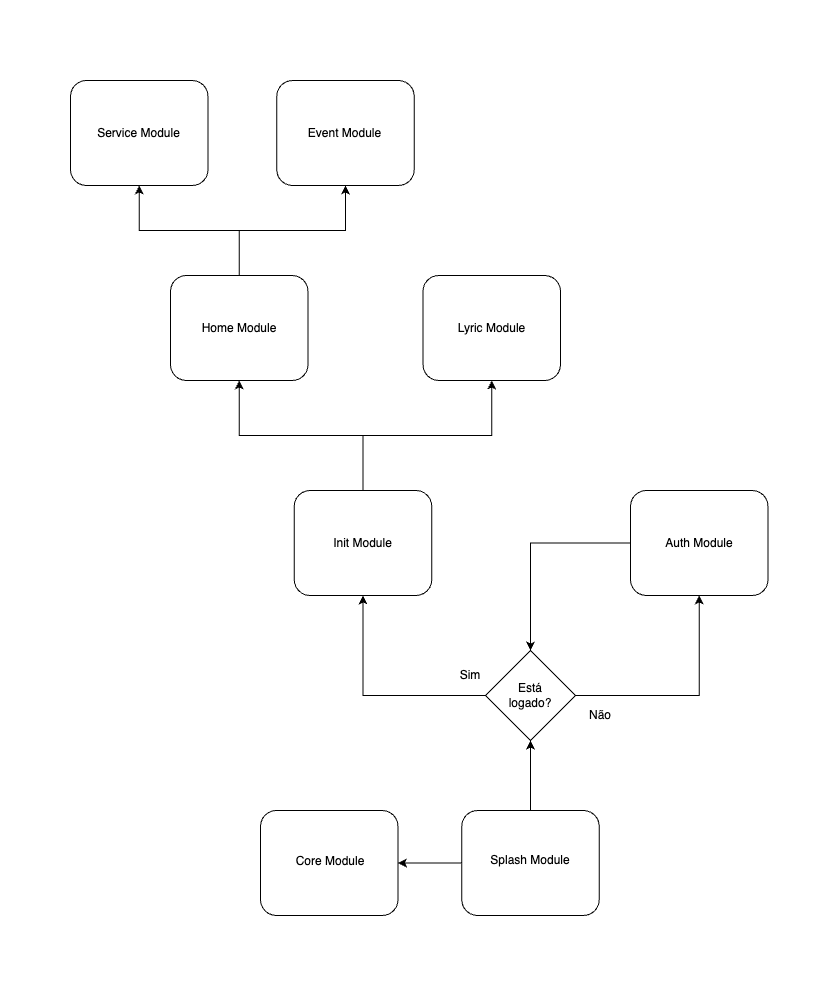 Service Module
Event Module
Home Module
Lyric Module
Init Module
Auth Module
Sim
Está
logado?
Não
Core Module
Splash Module